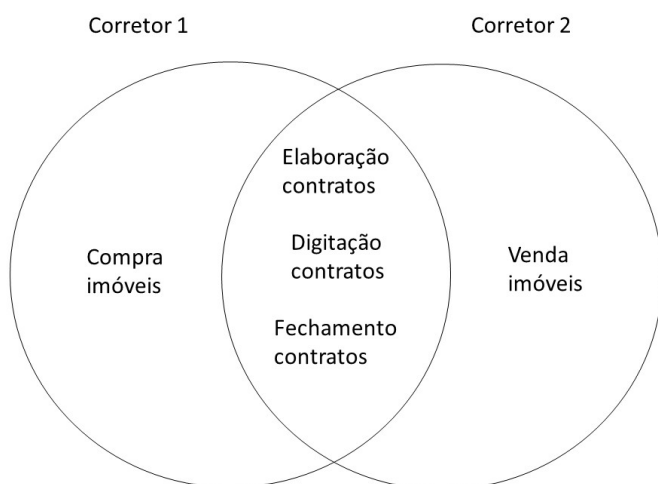 Corretor 1
Corretor 2
Compra
imóveis
Elaboração
contratos
Digitação
contratos
Fechamento
contratos
Venda
imóveis